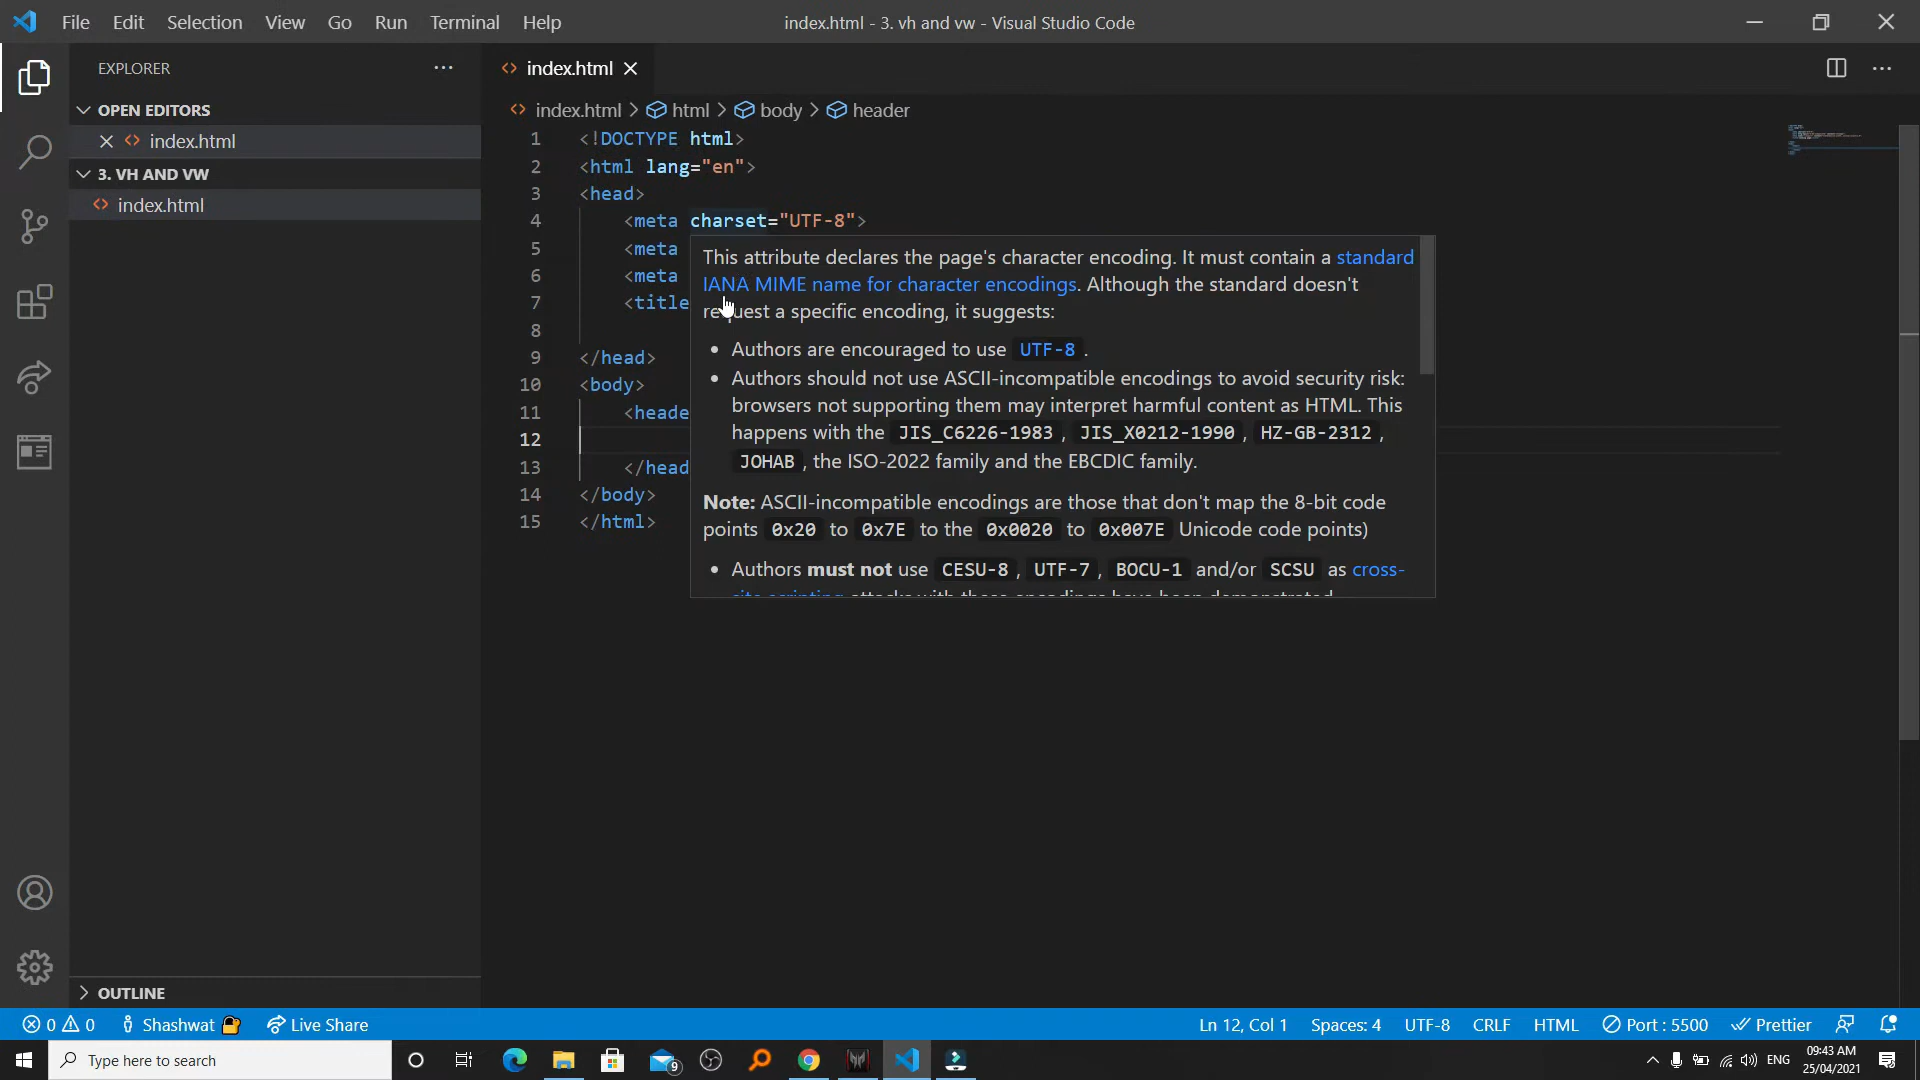 File Edit Selection View Go Run Terminal Help
index.html - 3. vh and vw - Visual Studio Code
EXPLORER
OPEN EDITORS
index.html
3. VH AND VW
index.html
OUTLINE
index.html
index.html > html > body > header
1 <!DOCTYPE html>
2 <html lang="en">
3 <head>
4 <meta charset="UTF-8">
5 <meta
6 <meta
7 <title
8
9 </head>
10 <body>
11 <heade
12
13 </head
14 </body>
15 </html>
This attribute declares the page's character encoding. It must contain a standard
IANA MIME name for character encodings. Although the standard doesn't
request a specific encoding, it suggests:
• Authors are encouraged to use UTF-8 .
• Authors should not use ASCII-incompatible encodings to avoid security risk:
browsers not supporting them may interpret harmful content as HTML. This
happens with the JIS_C6226-1983 , JIS_X0212-1990 , HZ-GB-2312 ,
JOHAB , the ISO-2022 family and the EBCDIC family.
Note: ASCII-incompatible encodings are those that don't map the 8-bit code
points 0x20 to 0x7E to the 0x0020 to 0x007E Unicode code points)
• Authors must not use CESU-8 , UTF-7 , BOCU-1 and/or SCSU as cross-
site scripting attacks with these encodings have been demonstrated
0 0 Shashwat Live Share
Ln 12, Col 1 Spaces: 4 UTF-8 CRLF HTML Port : 5500 Prettier
Type here to search
9
ENG
09:43 AM
25/04/2021